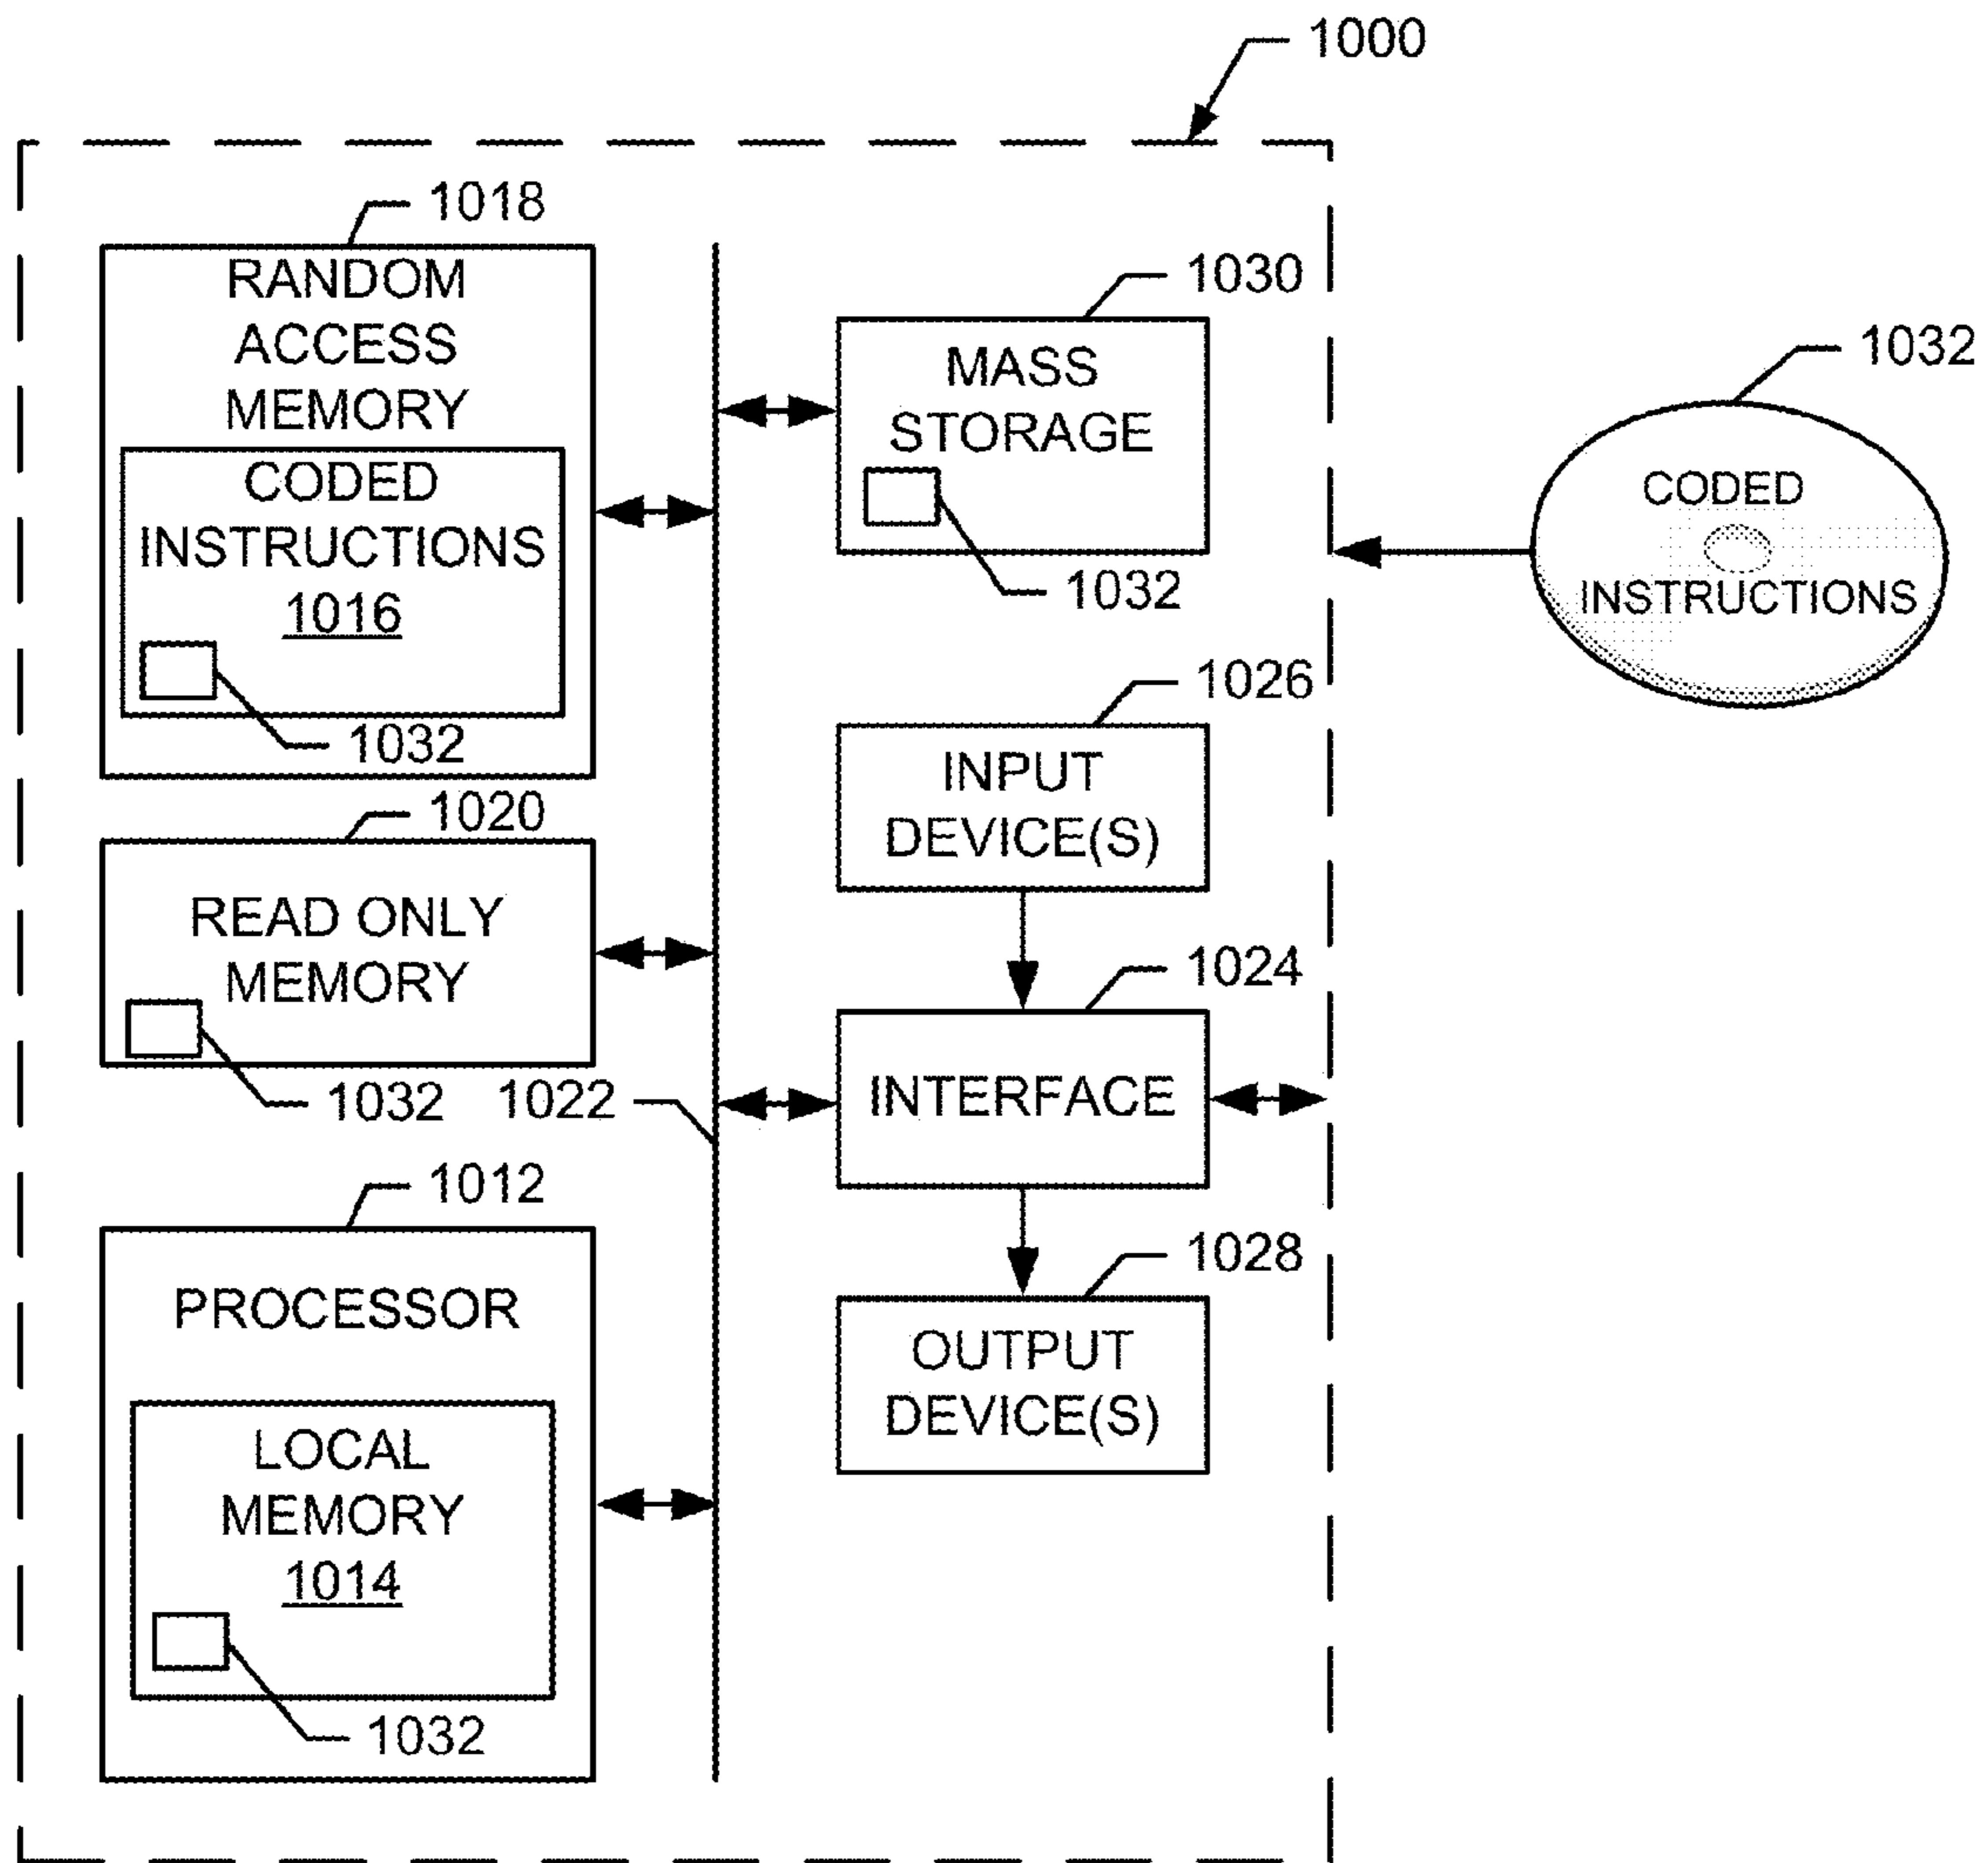 1000
1018
RANDOM
ACCESS
MEMORY
CODED
INSTRUCTIONS
1016
1032
1020
READ ONLY
MEMORY
1032
1022
1012
PROCESSOR
LOCAL
MEMORY
1014
1032
1030
MASS
STORAGE
1032
1026
INPUT
DEVICE(S)
1024
INTERFACE
1028
OUTPUT
DEVICE(S)
1032
CODED
INSTRUCTIONS